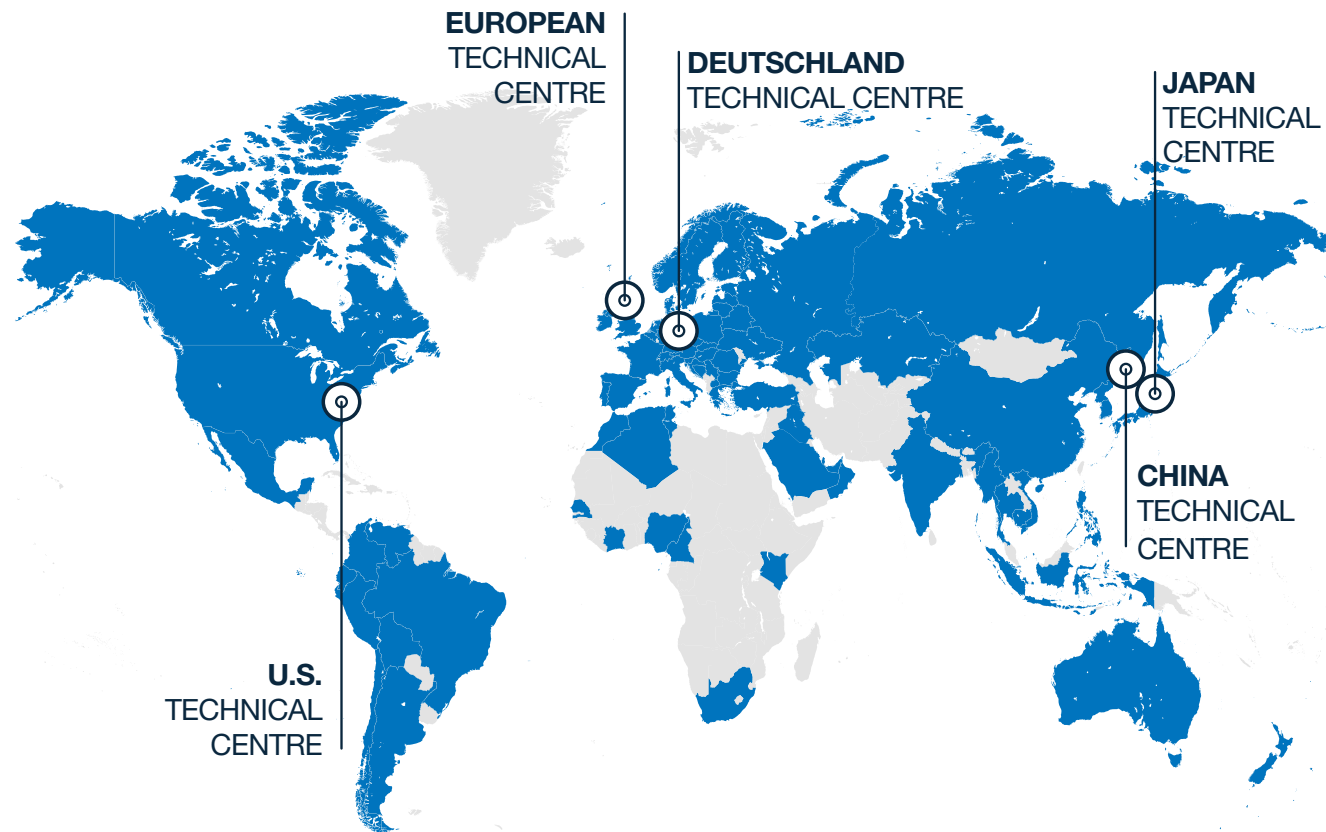 EUROPEAN
TECHNICAL
CENTRE
DEUTSCHLAND
TECHNICAL CENTRE
JAPAN
TECHNICAL
CENTRE
CHINA
TECHNICAL
CENTRE
U.S.
TECHNICAL
CENTRE